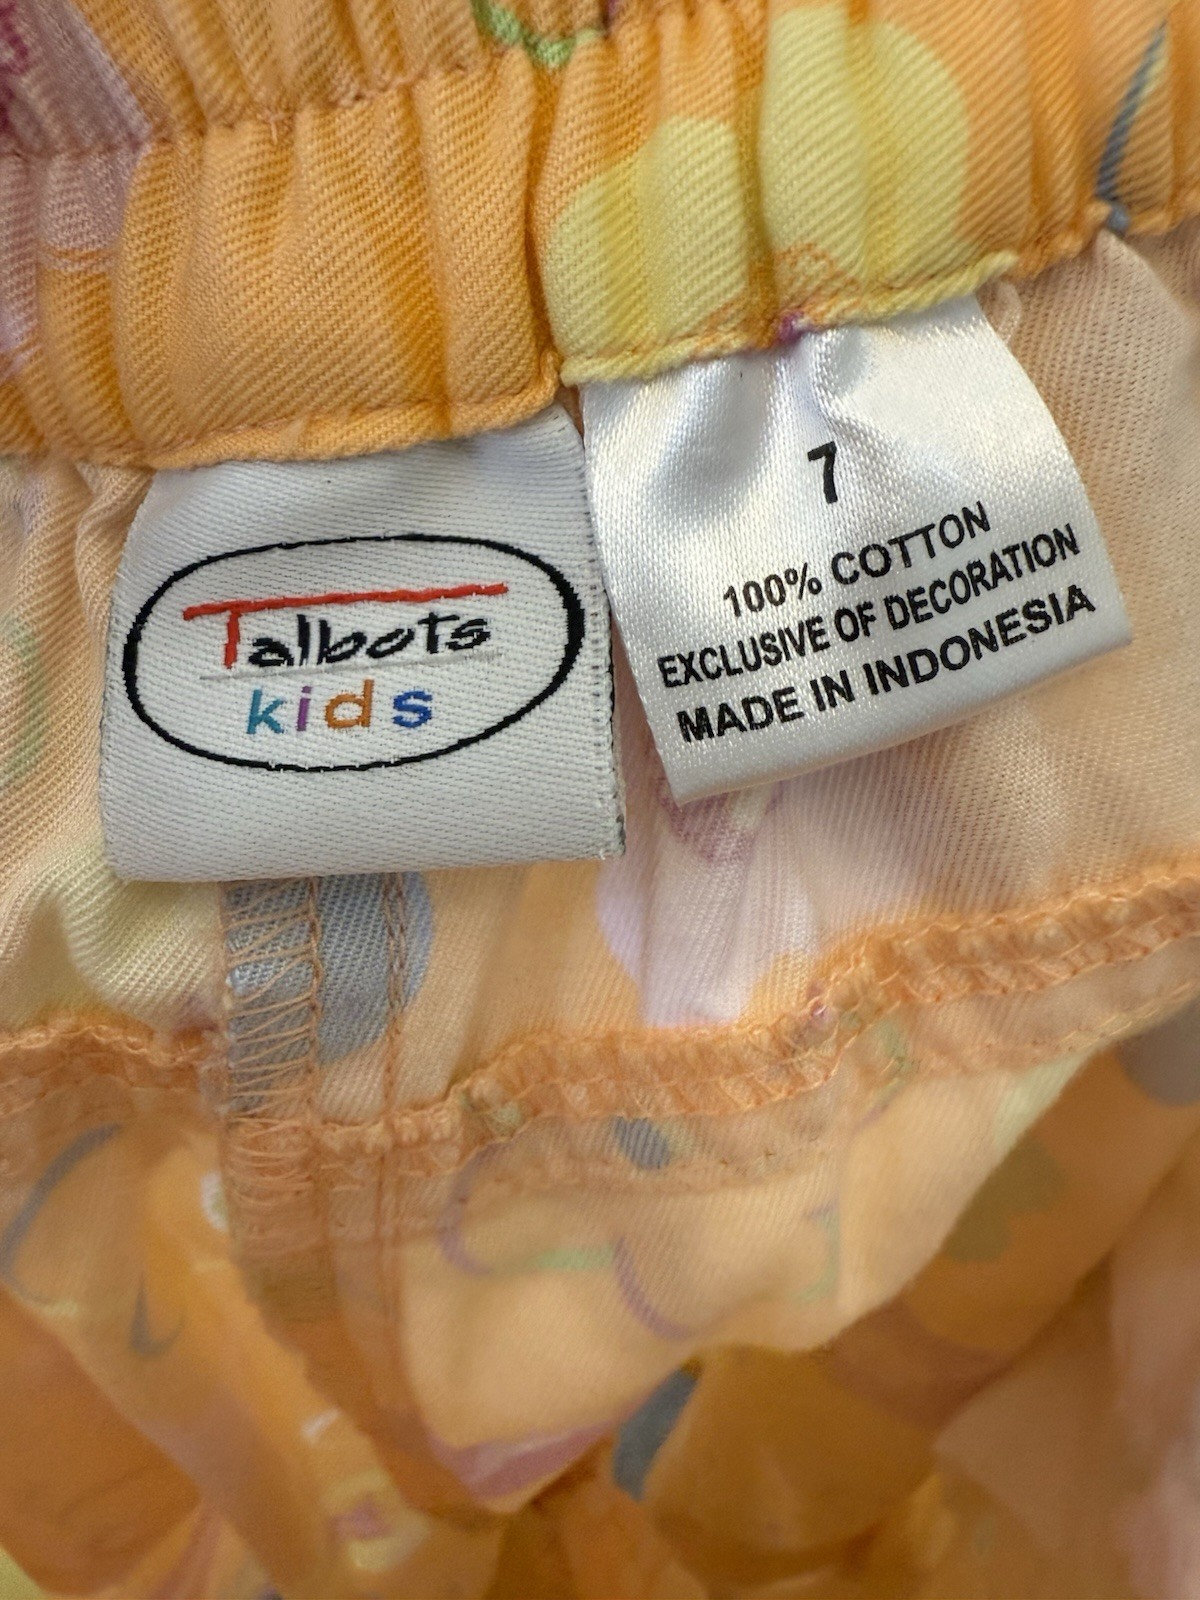 Talbots
kids
7
100% COTTON
EXCLUSIVE OF DECORATION
MADE IN INDONESIA